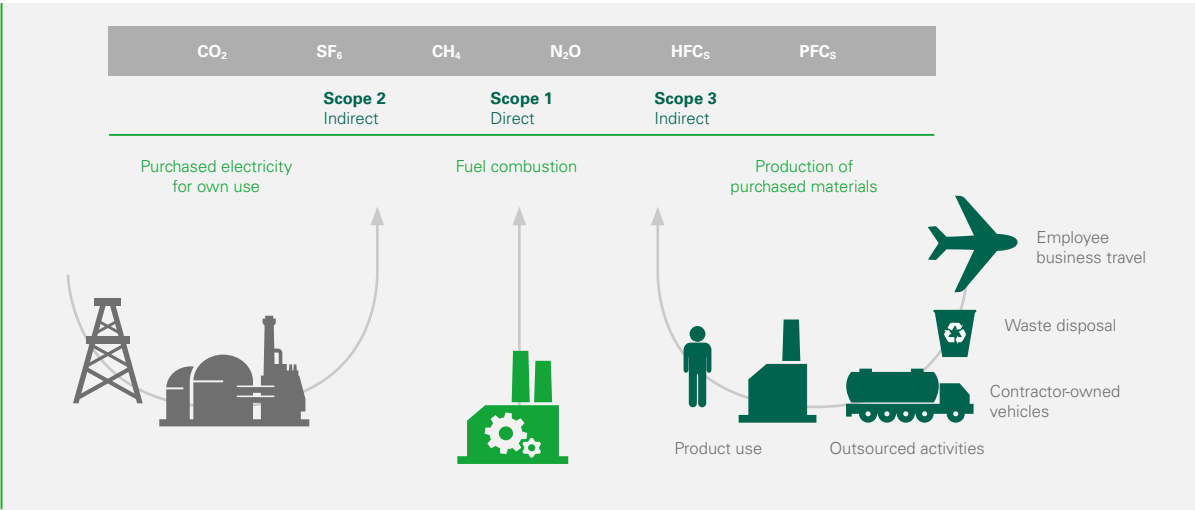 CO₂ SF₆ CH₄ N₂O HFCs PFCs
Scope 2
Indirect
Scope 1
Direct
Scope 3
Indirect
Purchased electricity
for own use
Fuel combustion
Production of
purchased materials
Employee
business travel
Waste disposal
Contractor-owned
vehicles
Product use
Outsourced activities